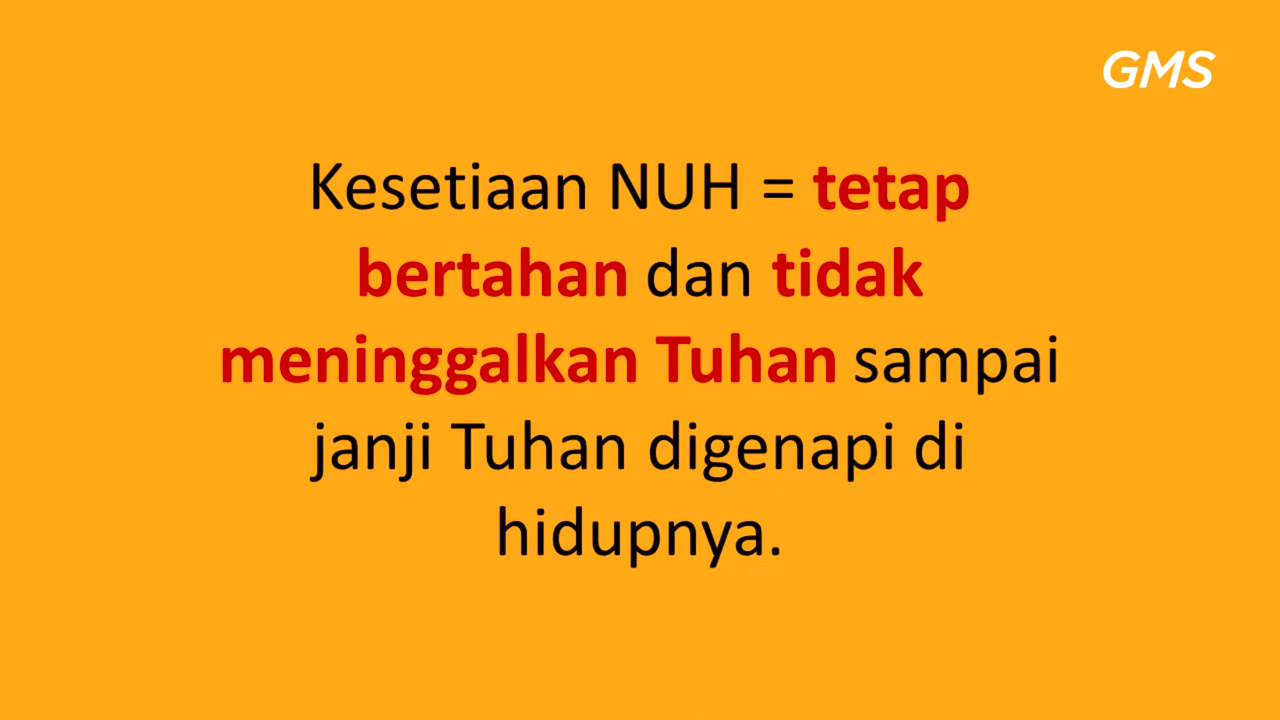 GMS
Kesetiaan NUH = tetap
bertahan dan tidak
meninggalkan Tuhan sampai
janji Tuhan digenapi di
hidupnya.